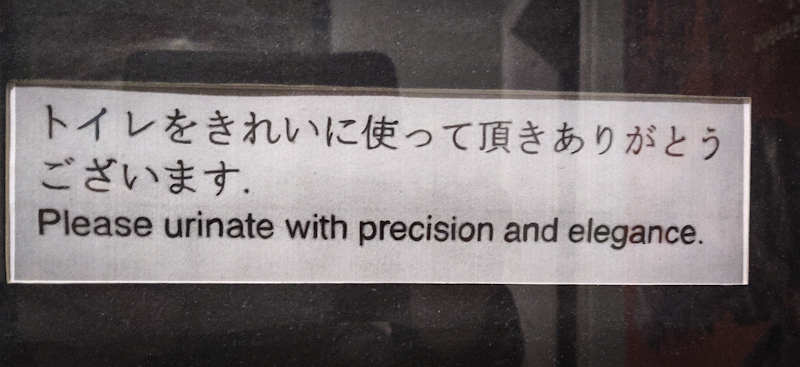 トイレをきれいに使って頂きありがとう
ございます.
Please urinate with precision and elegance.